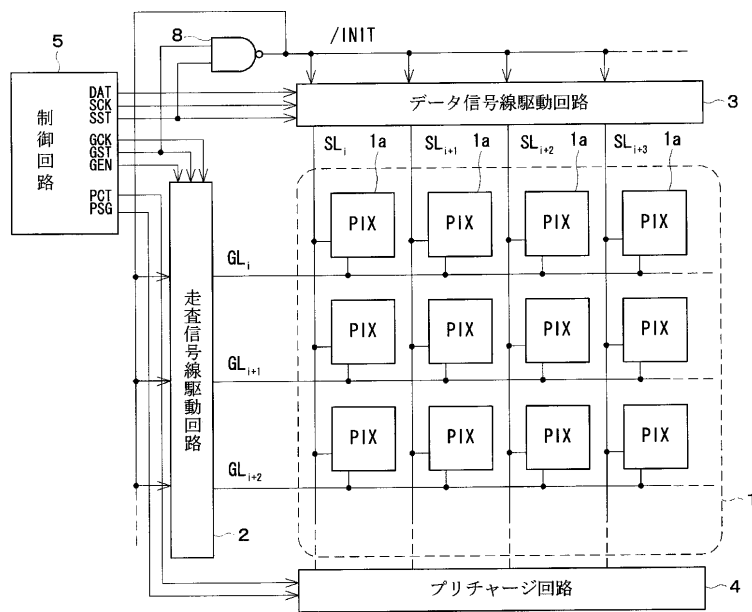 8
/INIT
5
制御回路
DAT
SCK
SST
GCK
GST
GEN
PCT
PSG
データ信号線駆動回路
3
SLi
1a
SLi+1
1a
SLi+2
1a
SLi+3
1a
PIX
PIX
PIX
PIX
GLi
走査信号線駆動回路
PIX
PIX
PIX
PIX
GLi+1
PIX
PIX
PIX
PIX
GLi+2
1
2
プリチャージ回路
4